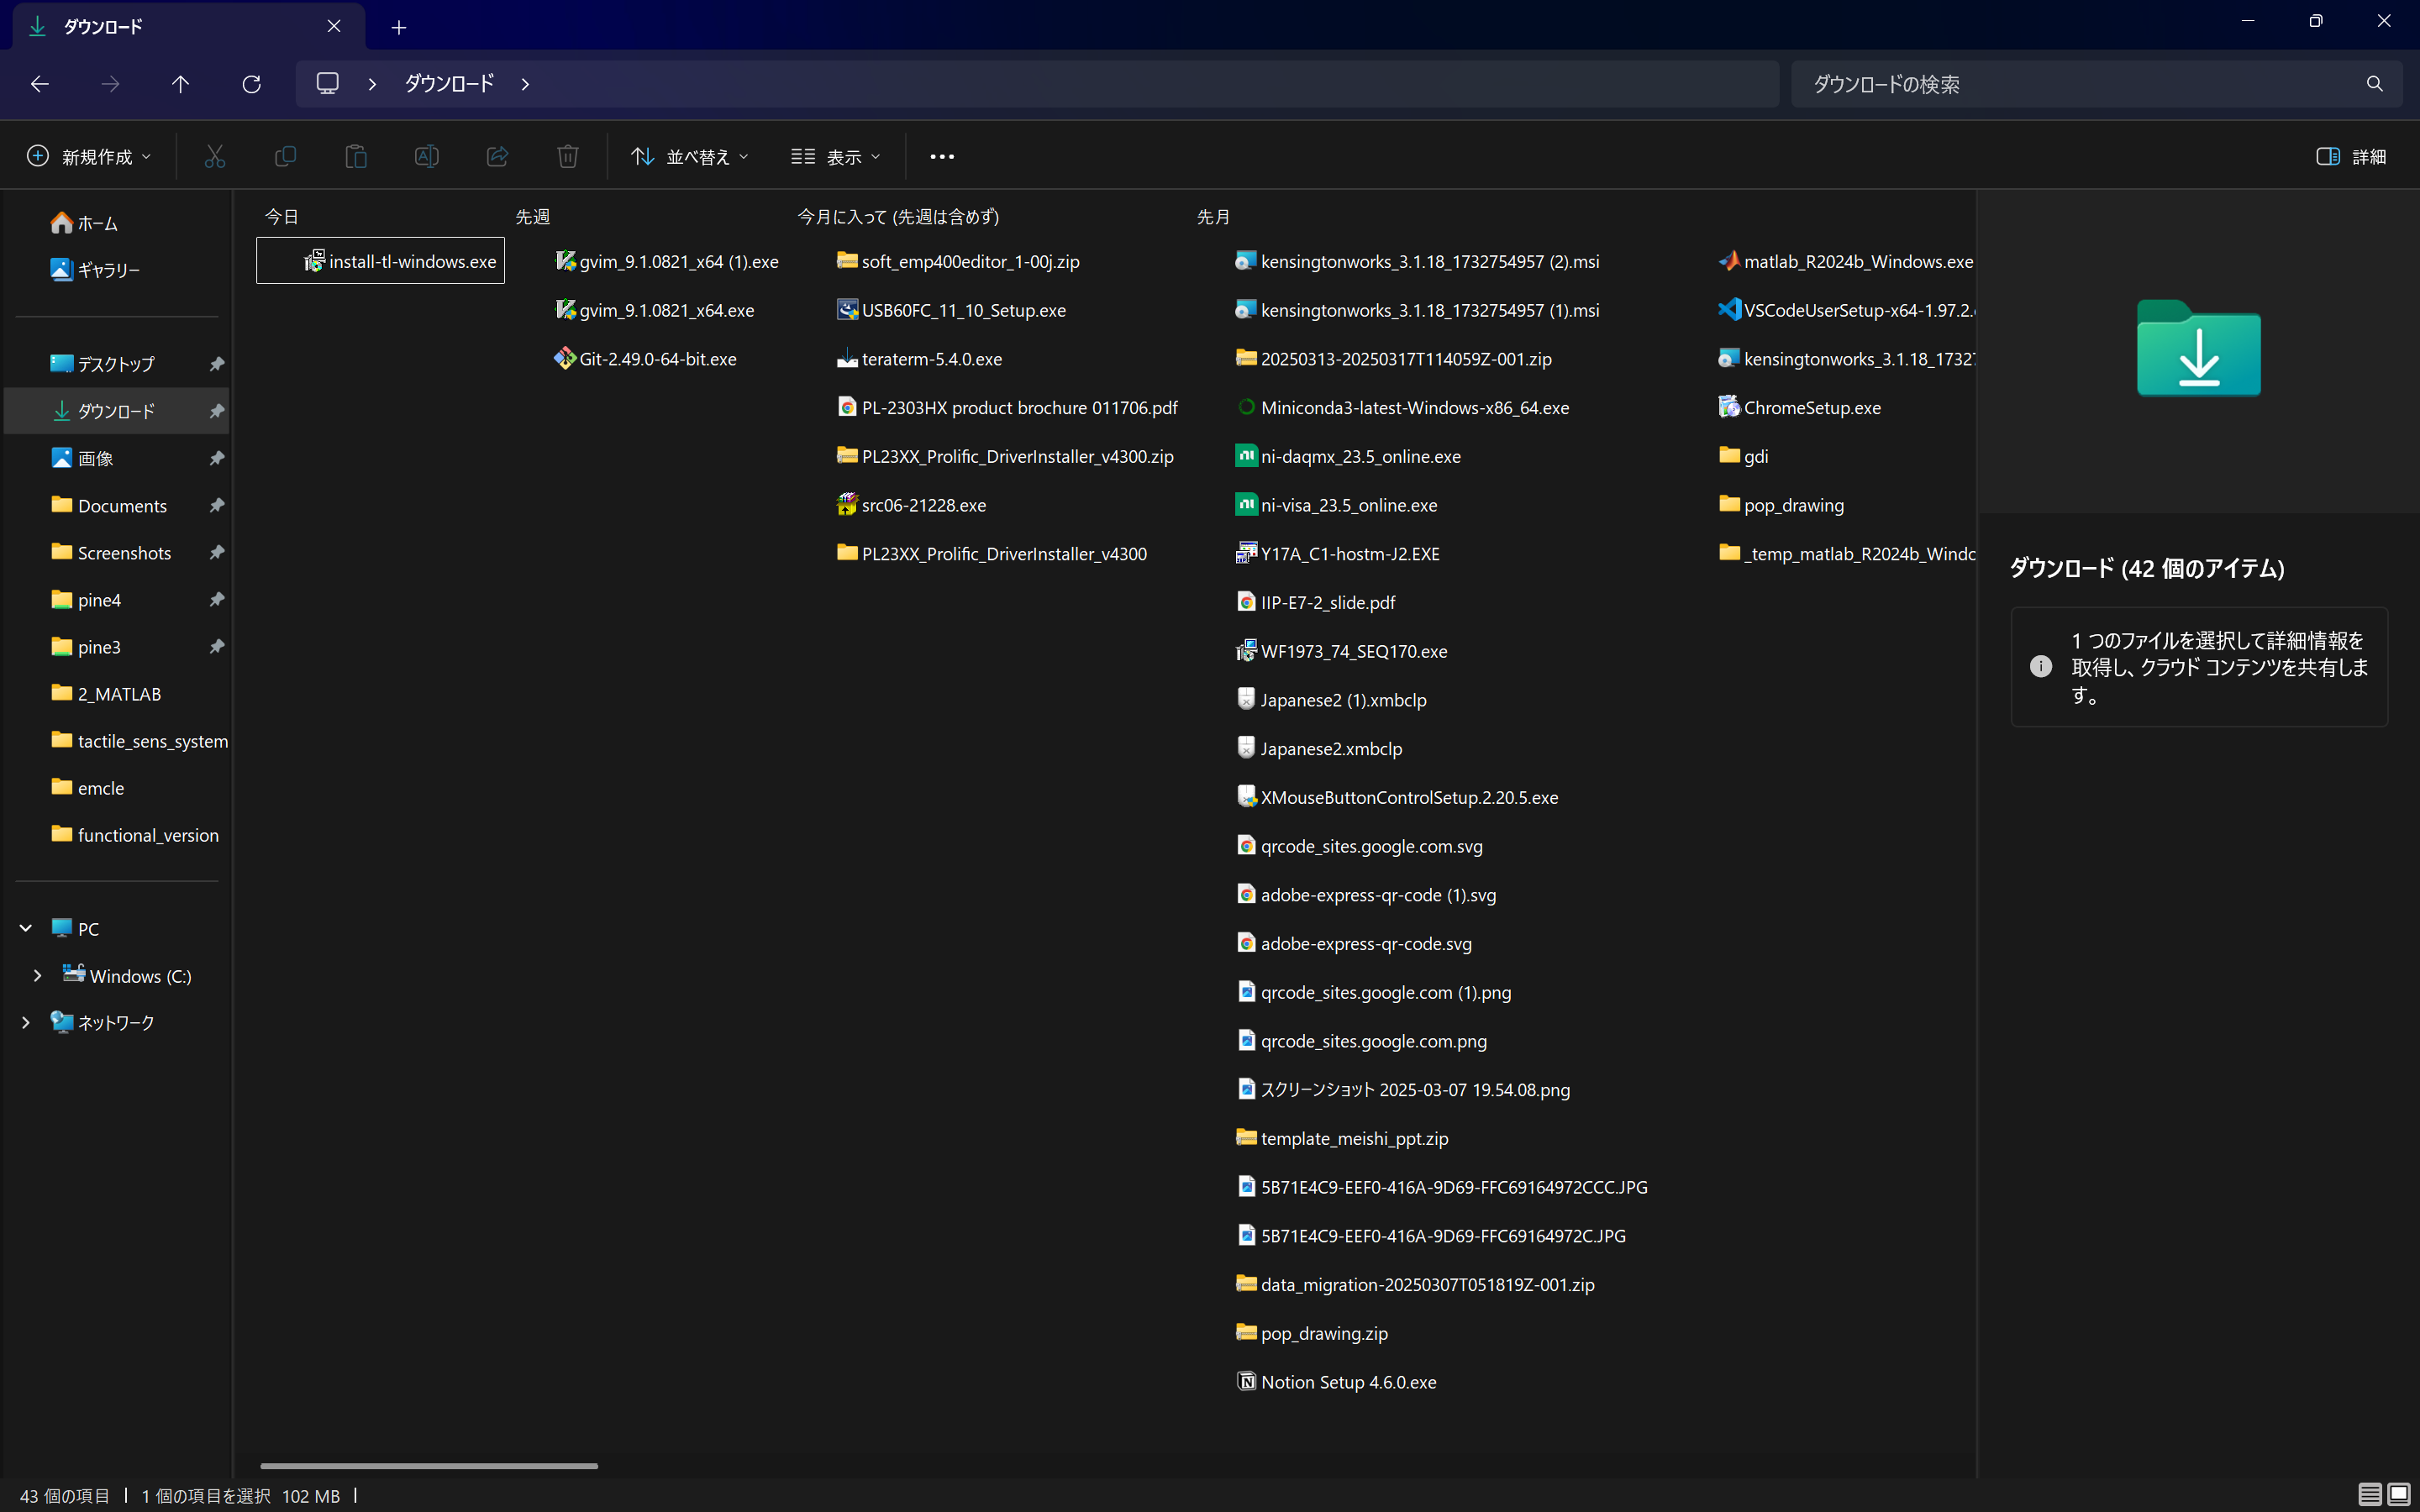 ダウンロード
ダウンロード
ダウンロードの検索
新規作成
並べ替え
表示
詳細
ホーム
ギャラリー
デスクトップ
ダウンロード
画像
Documents
Screenshots
pine4
pine3
2_MATLAB
tactile_sens_system
emcle
functional_version
PC
Windows (C:)
ネットワーク
今日
install-tl-windows.exe
先週
gvim_9.1.0821_x64 (1).exe
gvim_9.1.0821_x64.exe
Git-2.49.0-64-bit.exe
今月に入って (先週は含めず)
soft_emp400editor_1-00j.zip
USB60FC_11_10_Setup.exe
teraterm-5.4.0.exe
PL-2303HX product brochure 011706.pdf
PL23XX_Prolific_DriverInstaller_v4300.zip
src06-21228.exe
PL23XX_Prolific_DriverInstaller_v4300
先月
kensingtonworks_3.1.18_1732754957 (2).msi
kensingtonworks_3.1.18_1732754957 (1).msi
20250313-20250317T114059Z-001.zip
Miniconda3-latest-Windows-x86_64.exe
ni-daqmx_23.5_online.exe
ni-visa_23.5_online.exe
Y17A_C1-hostm-J2.EXE
IIP-E7-2_slide.pdf
WF1973_74_SEQ170.exe
Japanese2 (1).xmbclp
Japanese2.xmbclp
XMouseButtonControlSetup.2.20.5.exe
qrcode_sites.google.com.svg
adobe-express-qr-code (1).svg
adobe-express-qr-code.svg
qrcode_sites.google.com (1).png
qrcode_sites.google.com.png
スクリーンショット 2025-03-07 19.54.08.png
template_meishi_ppt.zip
5B71E4C9-EEF0-416A-9D69-FFC69164972CCC.JPG
5B71E4C9-EEF0-416A-9D69-FFC69164972C.JPG
data_migration-20250307T051819Z-001.zip
pop_drawing.zip
Notion Setup 4.6.0.exe
matlab_R2024b_Windows.exe
VSCodeUserSetup-x64-1.97.2.
kensingtonworks_3.1.18_1732
ChromeSetup.exe
gdi
pop_drawing
_temp_matlab_R2024b_Windo
ダウンロード (42 個のアイテム)
1 つのファイルを選択して詳細情報を
取得し、クラウド コンテンツを共有しま
す。
43 個の項目
1 個の項目を選択 102 MB